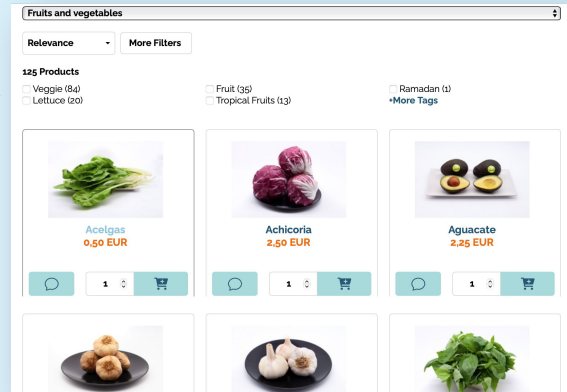 Fruits and vegetables
Relevance More Filters
125 Products
Veggie (84) Fruit (35) Ramadan (1)
Lettuce (20) Tropical Fruits (13) +More Tags
Acelgas Achicoria Aguacate
0,50 EUR 2,50 EUR 2,25 EUR
1 1 1